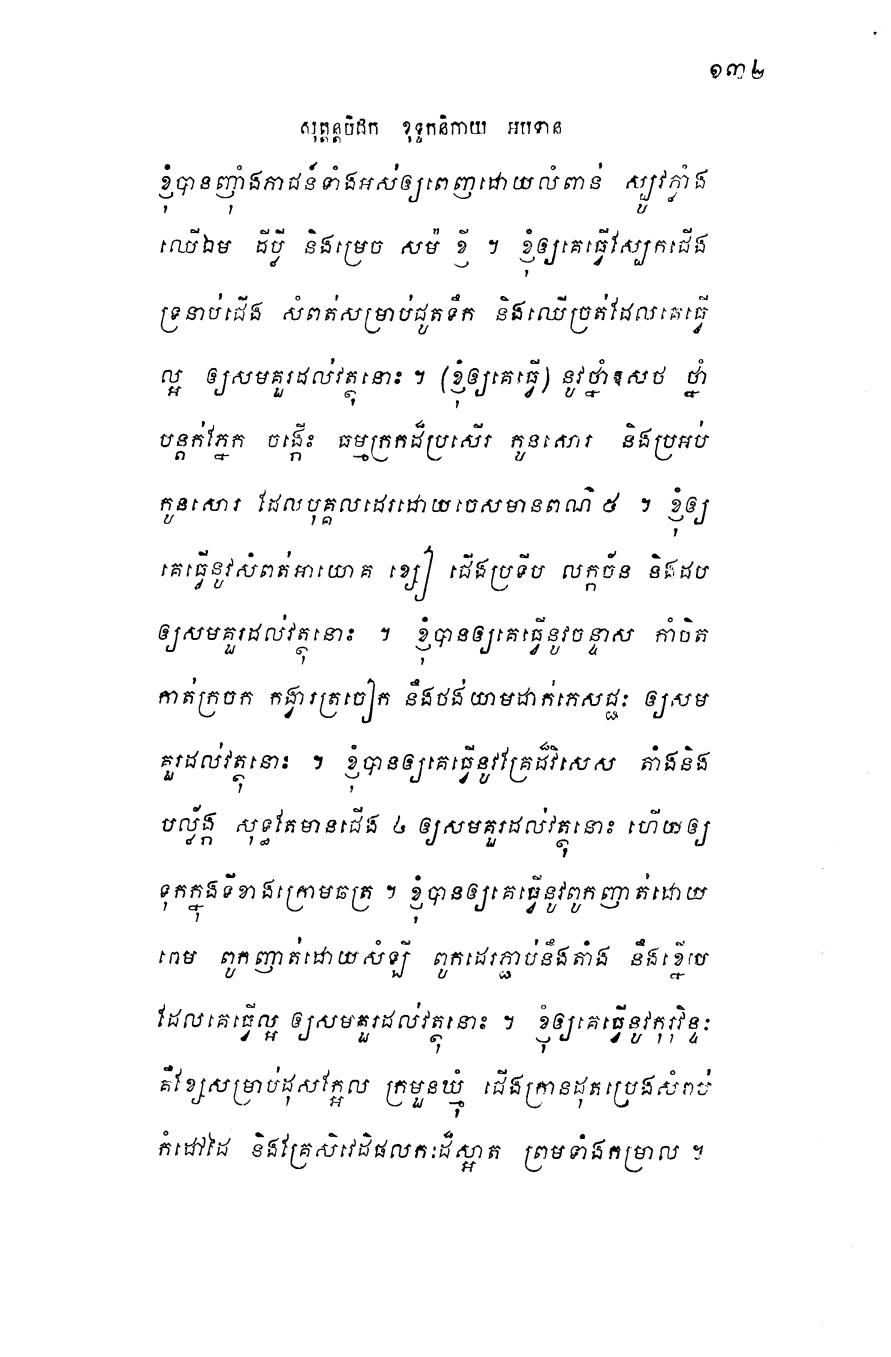 ១៣២
សុត្តន្តបិដក ខុទ្ទកនិកាយ អបទាន
ខ្ញុំបានញ៉ាំងភាជន៍ទាំងអស់ឲ្យពេញដោយលំពាន់ ស្បូវភ្លាំង
ឈើឯម ដីប្លី និងម្រេច សម៉ ខ្ញី ។ ខ្ញុំឲ្យគេធ្វើស្បែកជើង
ទ្រនាប់ជើង សំពត់សម្រាប់ជូតទឹក និងឈើច្រត់ដែលគេធ្វើ
ល្អ ឲ្យសមគួរដល់វត្ថុនោះ ។ (ខ្ញុំឲ្យគេធ្វើ) នូវថ្នាំឱសថ ថ្នាំ
បន្តក់ភ្នែក ចង្កើះ ធម្មក្រកដ៏ប្រសើរ កូនសោរ និងប្រអប់
កូនសោរ ដែលបុគ្គលដេរដោយចេសមានពណ៌ ៥ ។ ខ្ញុំឲ្យ
គេធ្វើនូវសំពត់អាយោគ ខ្សៀ ជើងប្រទីប លក្កច័ន និងដប
ឲ្យសមគួរដល់វត្ថុនោះ ។ ខ្ញុំបានឲ្យគេធ្វើនូវចន្ទាស កាំចិត
កាត់ក្រចក កង្វារត្រចៀក នឹងថង់យាមដាក់ភេសជ្ជៈ ឲ្យសម
គួរដល់វត្ថុនោះ ។ ខ្ញុំបានឲ្យគេធ្វើនូវគ្រែដ៏វិសេស តាំងនិង
បល្ល័ង្ក សុទ្ធតែមានជើង ៤ ឲ្យសមគួរដល់វត្ថុនោះ ហើយឲ្យ
ទុកក្នុងទីខាងក្រោមឆត្រ ។ ខ្ញុំបានឲ្យគេធ្វើនូវពូកញាត់ដោយ
រោម ពូកញាត់ដោយសំឡី ពូកដេរភ្ជាប់នឹងតាំង នឹងខ្នើយ
ដែលគេធ្វើល្អ ឲ្យសមគួរដល់វត្ថុនោះ ។ ខ្ញុំឲ្យគេធ្វើនូវកុរុវិន្ទៈ
គឺខ្សែសម្រាប់ដុសក្អែល ក្រមួនឃ្មុំ ជើងក្រានដុតប្រេងសំរាប់
កំដៅដៃ និងគ្រែសិវេដិផលកៈដ៏ស្អាត ព្រមទាំងកម្រាល ។